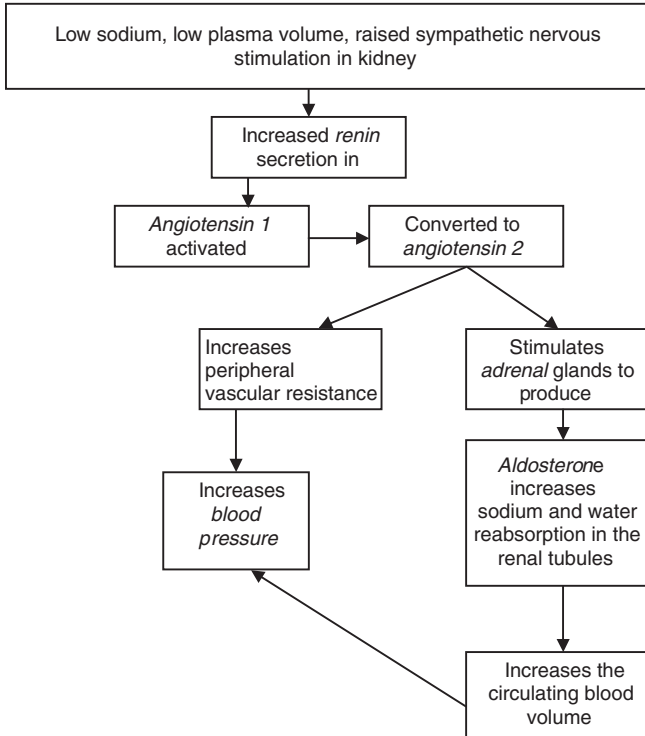 Low sodium, low plasma volume, raised sympathetic nervous
stimulation in kidney
Increased renin
secretion in
Angiotensin 1
activated
Converted to
angiotensin 2
Increases
peripheral
vascular resistance
Stimulates
adrenal glands to
produce
Increases
blood
pressure
Aldosterone
increases
sodium and water
reabsorption in the
renal tubules
Increases the
circulating blood
volume